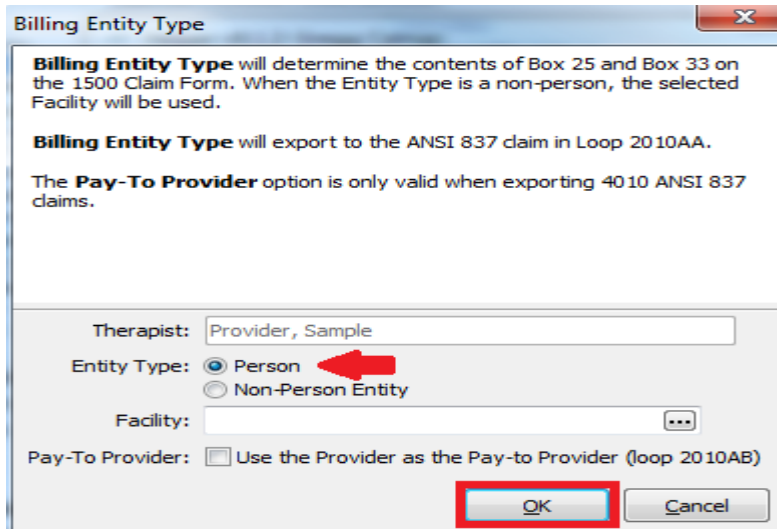 Billing Entity Type
Billing Entity Type will determine the contents of Box 25 and Box 33 on
the 1500 Claim Form. When the Entity Type is a non-person, the selected
Facility will be used.
Billing Entity Type will export to the ANSI 837 claim in Loop 2010AA.
The Pay-To Provider option is only valid when exporting 4010 ANSI 837
claims.
Therapist: Provider, Sample
Entity Type: Person
Non-Person Entity
Facility: ...
Pay-To Provider: Use the Provider as the Pay-to Provider (loop 2010AB)
OK Cancel